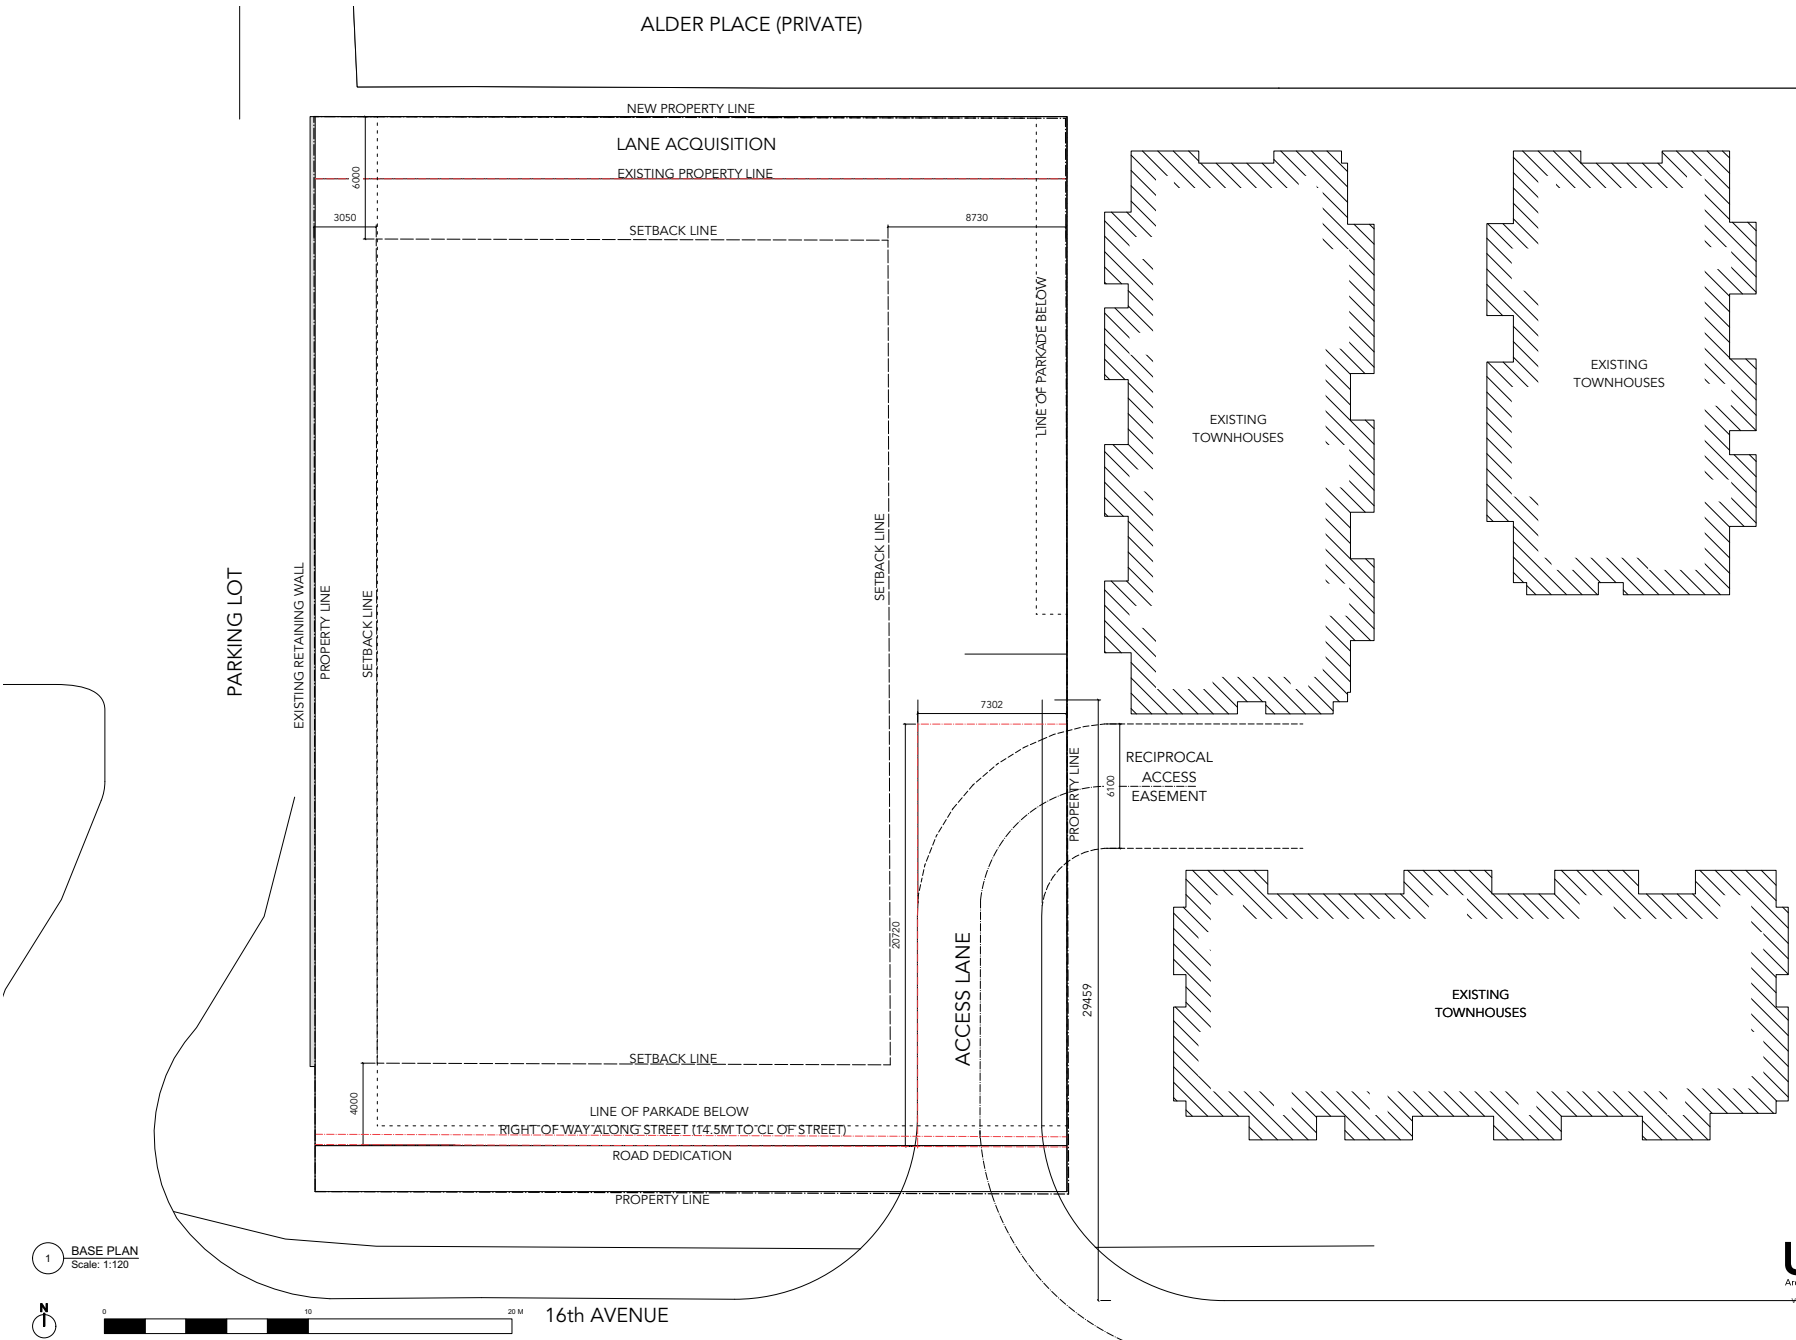 ALDER PLACE (PRIVATE)
NEW PROPERTY LINE
LANE ACQUISITION
EXISTING PROPERTY LINE
6000
3050
8730
SETBACK LINE
LINE OF PARKADE BELOW
EXISTING
TOWNHOUSES
EXISTING
TOWNHOUSES
SETBACK LINE
PARKING LOT
EXISTING RETAINING WALL
PROPERTY LINE
SETBACK LINE
7302
PROPERTY LINE
6100
RECIPROCAL
ACCESS
EASEMENT
20720
ACCESS LANE
29459
EXISTING
TOWNHOUSES
SETBACK LINE
4000
LINE OF PARKADE BELOW
RIGHT OF WAY ALONG STREET (14.5M TO CL OF STREET)
ROAD DEDICATION
PROPERTY LINE
1
BASE PLAN
Scale: 1:120
N
0 10 20 M
16th AVENUE